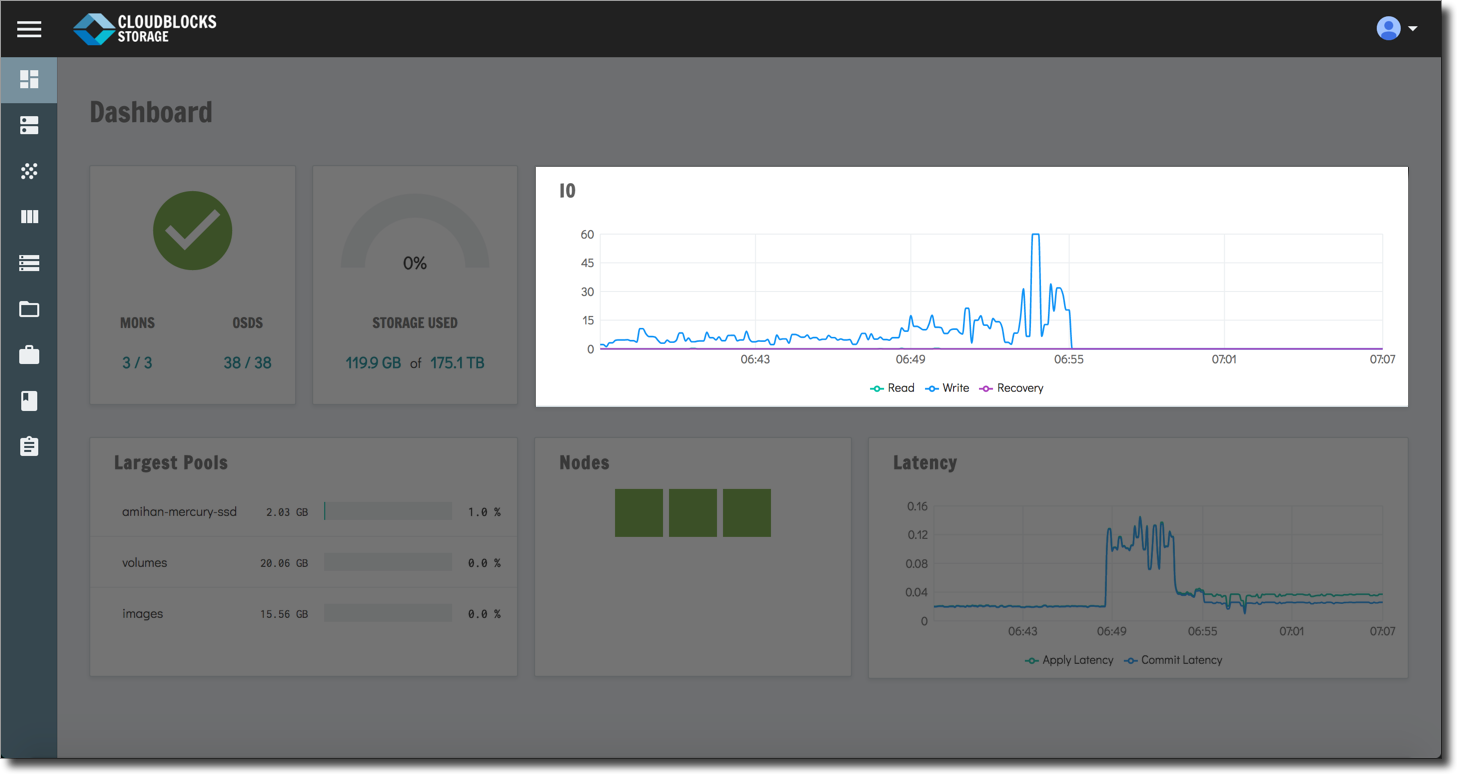 CLOUDBLOCKS
STORAGE
Dashboard
MONS
3 / 3
OSDS
38 / 38
0%
STORAGE USED
119.9 GB of 175.1 TB
IO
60
45
30
15
0
06:43 06:49 06:55 07:01 07:07
Read Write Recovery
Largest Pools
amihan-mercury-ssd 2.03 GB 1.0 %
volumes 20.06 GB 0.0 %
images 15.56 GB 0.0 %
Nodes
Latency
0.16
0.12
0.08
0.04
0
06:43 06:49 06:55 07:01 07:07
Apply Latency Commit Latency